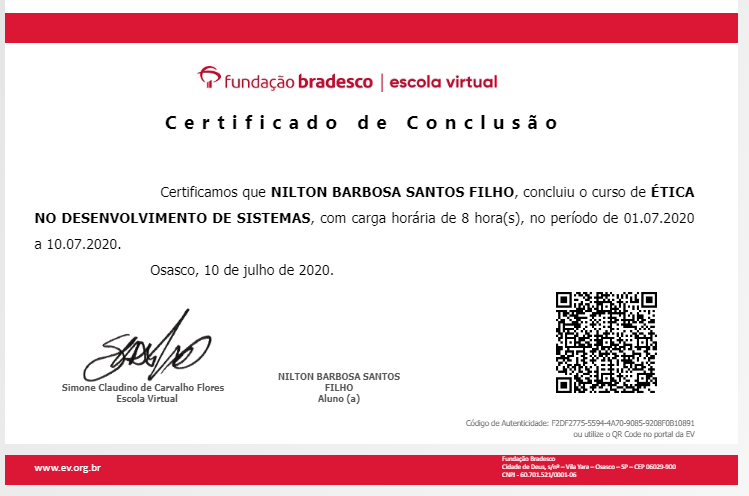 fundação bradesco | escola virtual
Certificado de Conclusão
Certificamos que NILTON BARBOSA SANTOS FILHO, concluiu o curso de ÉTICA
NO DESENVOLVIMENTO DE SISTEMAS, com carga horária de 8 hora(s), no período de 01.07.2020
a 10.07.2020.
Osasco, 10 de julho de 2020.
Simone Claudino de Carvalho Flores
Escola Virtual
NILTON BARBOSA SANTOS
FILHO
Aluno (a)
Código de Autenticidade: F2DF2775-5594-4A70-9085-9208F0B10891
ou utilize o QR Code no portal da EV
www.ev.org.br
Fundação Bradesco
Cidade de Deus, s/nº – Vila Yara – Osasco – SP – CEP 06029-900
CNPJ - 60.701.521/0001-06